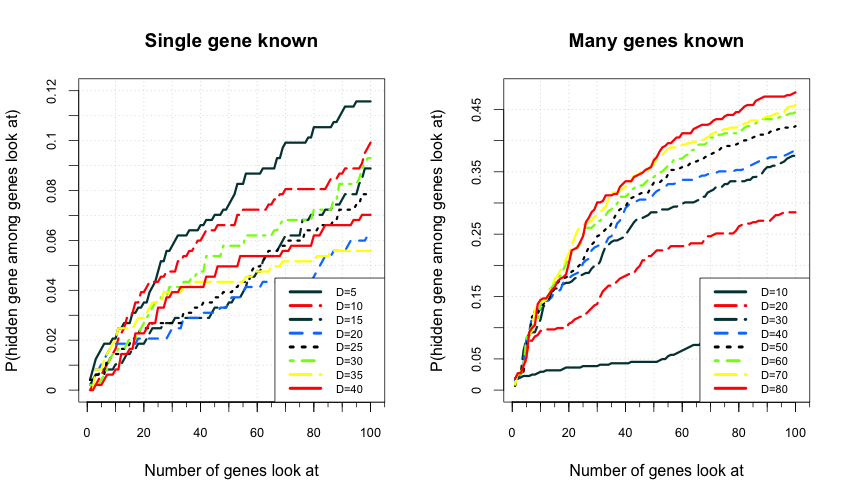 Single gene known
P(hidden gene among genes look at)
0.12
0.1
0.08
0.06
0.04
0.02
0
D=5
D=10
D=15
D=20
D=25
D=30
D=35
D=40
0 20 40 60 80 100
Number of genes look at
Many genes known
P(hidden gene among genes look at)
0.45
0.35
0.25
0.15
0.05
0
D=10
D=20
D=30
D=40
D=50
D=60
D=70
D=80
0 20 40 60 80 100
Number of genes look at